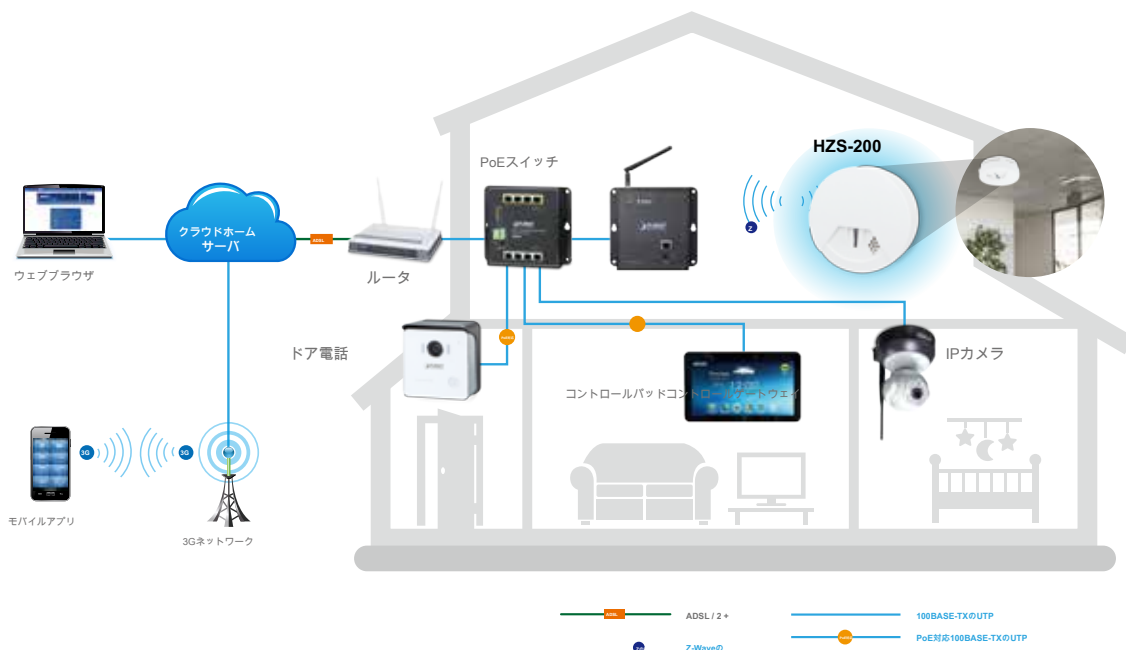 HZS-200
PoEスイッチ
クラウドホーム
サーバ
ADSL
ウェブブラウザ
ルータ
Z
ドア電話
IPカメラ
コントロールパッドコントロールゲートウェイ
3G
3G
モバイルアプリ
3Gネットワーク
ADSL
ADSL / 2 +
100BASE-TXのUTP
PoE対応100BASE-TXのUTP
Z-Waveの